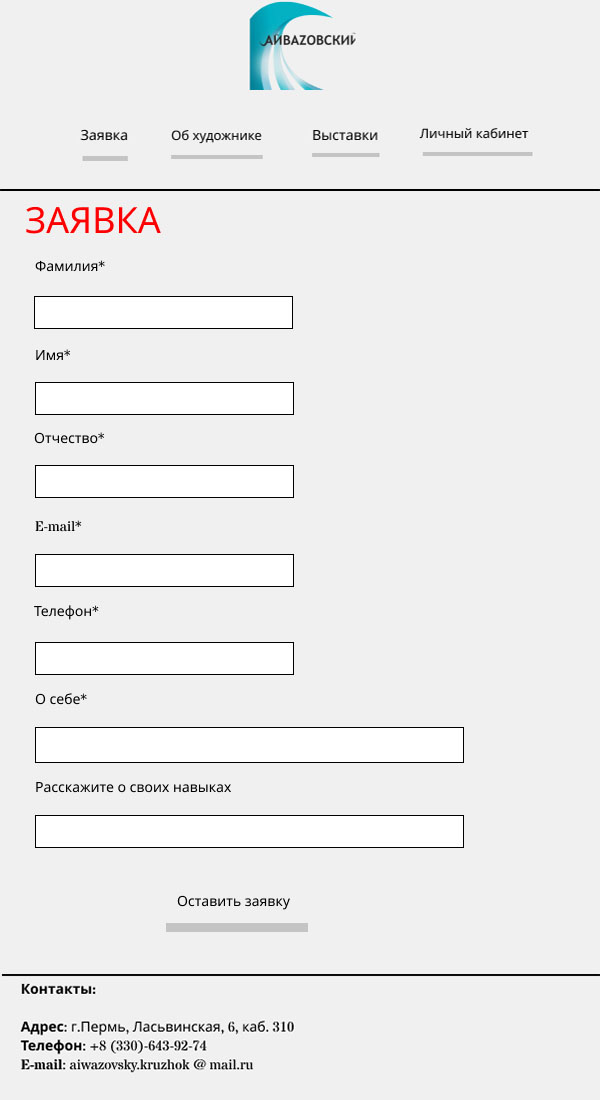 АЙВАZОВСКИЙ
Заявка Об художнике Выставки Личный кабинет
ЗАЯВКА
Фамилия*
Имя*
Отчество*
E-mail*
Телефон*
О себе*
Расскажите о своих навыках
Оставить заявку
Контакты:
Адрес: г.Пермь, Ласьвинская, 6, каб. 310
Телефон: +8 (330)-643-92-74
E-mail: aiwazovsky.kruzhok @ mail.ru